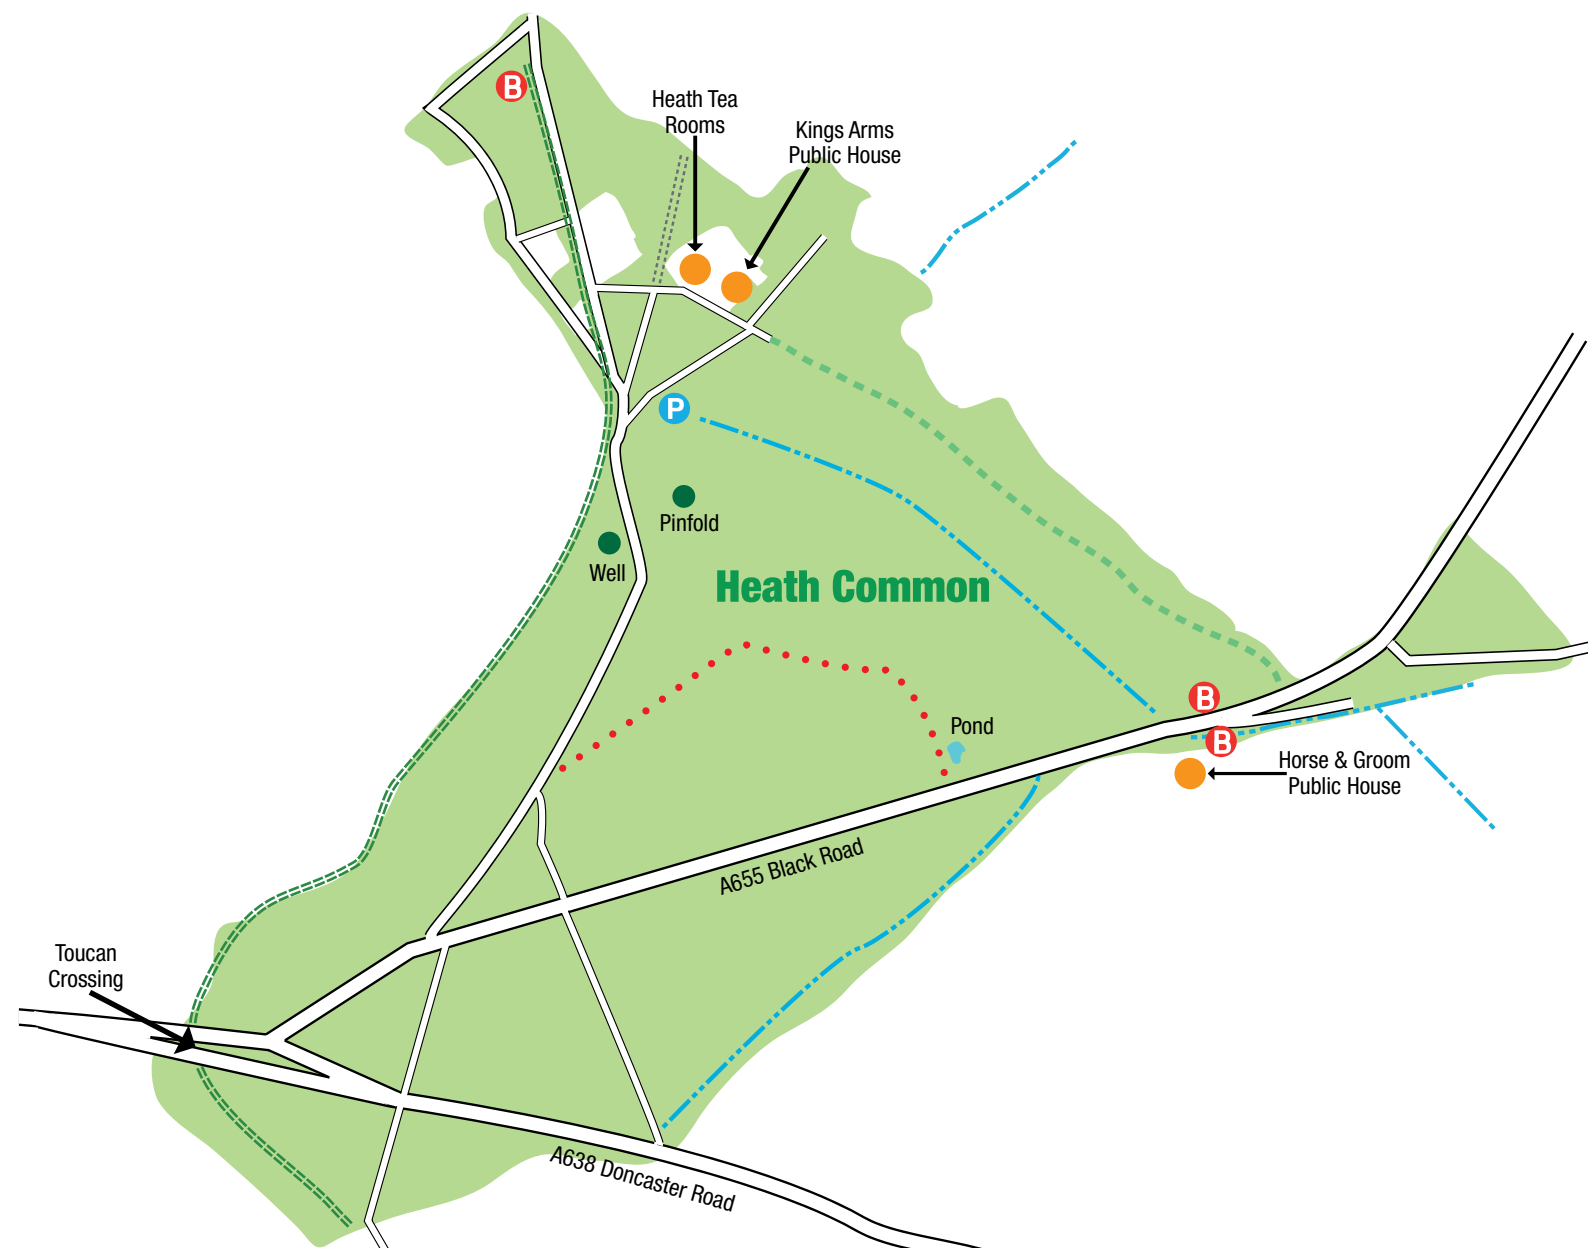 B
Heath Tea
Rooms
Kings Arms
Public House
P
Pinfold
Well
Heath Common
B
Pond
B
Horse & Groom
Public House
A655 Black Road
Toucan
Crossing
A638 Doncaster Road